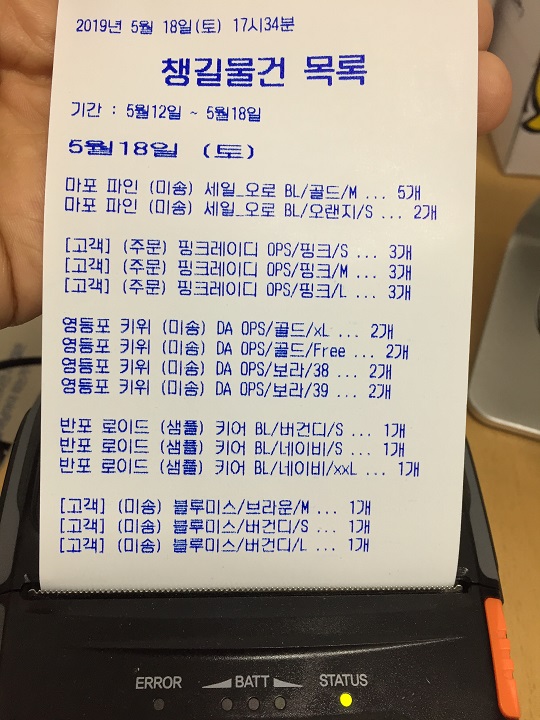 2019년 5월 18일(토) 17시34분
챙길물건 목록
기간 : 5월12일 ~ 5월18일
5월18일 (토)
마포 파인 (미송) 세일_오로 BL/골드/M ... 5개
마포 파인 (미송) 세일_오로 BL/오랜지/S ... 2개
[고객] (주문) 핑크레이디 OPS/핑크/S ... 3개
[고객] (주문) 핑크레이디 OPS/핑크/M ... 3개
[고객] (주문) 핑크레이디 OPS/핑크/L ... 3개
영등포 키위 (미송) DA OPS/골드/xL ... 2개
영등포 키위 (미송) DA OPS/골드/Free ... 2개
영등포 키위 (미송) DA OPS/보라/38 ... 2개
영등포 키위 (미송) DA OPS/보라/39 ... 2개
반포 로이드 (샘플) 키어 BL/버건디/S ... 1개
반포 로이드 (샘플) 키어 BL/네이비/S ... 1개
반포 로이드 (샘플) 키어 BL/네이비/xxL ... 1개
[고객] (미송) 블루미스/브라운/M ... 1개
[고객] (미송) 블루미스/버건디/S ... 1개
[고객] (미송) 블루미스/버건디/L ... 1개
ERROR BATT STATUS